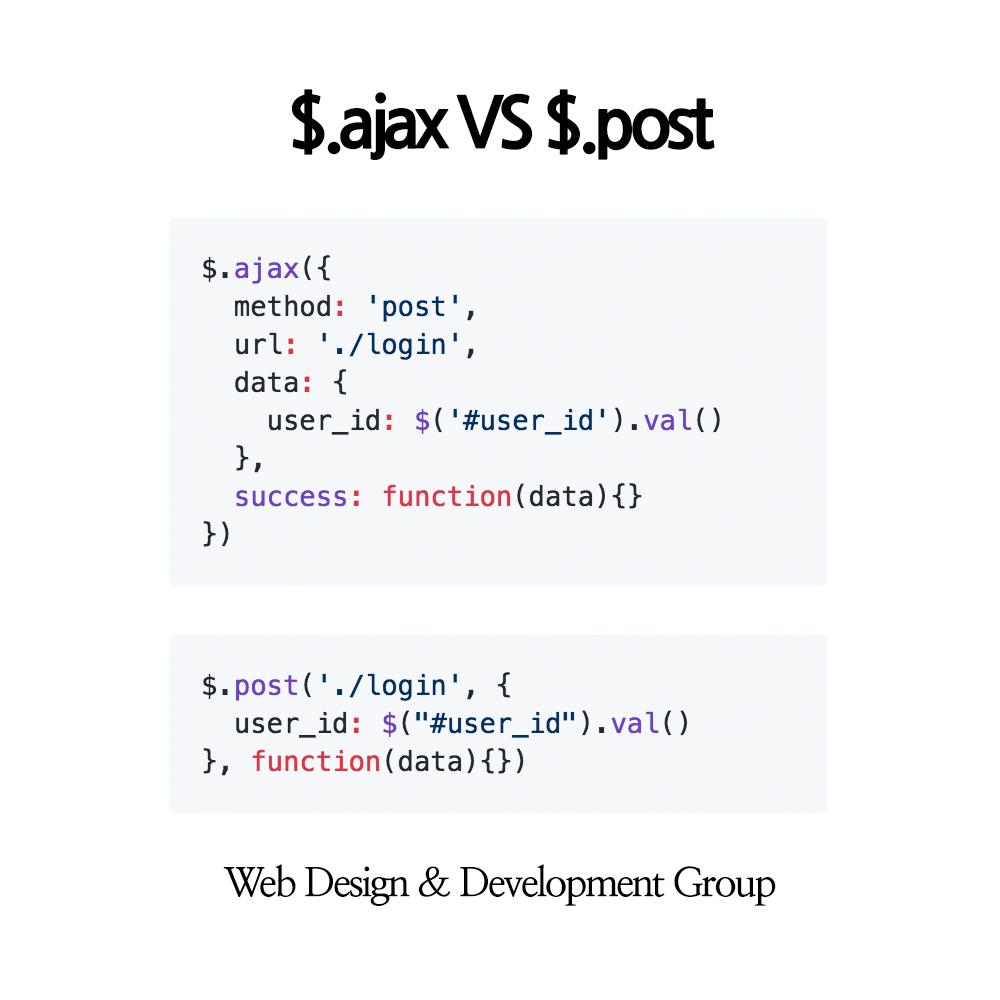 $.ajax VS $.post
$.ajax({
  method: 'post',
  url: './login',
  data: {
    user_id: $('#user_id').val()
  },
  success: function(data){}
})
$.post('./login', {
  user_id: $("#user_id").val()
}, function(data){})
Web Design & Development Group